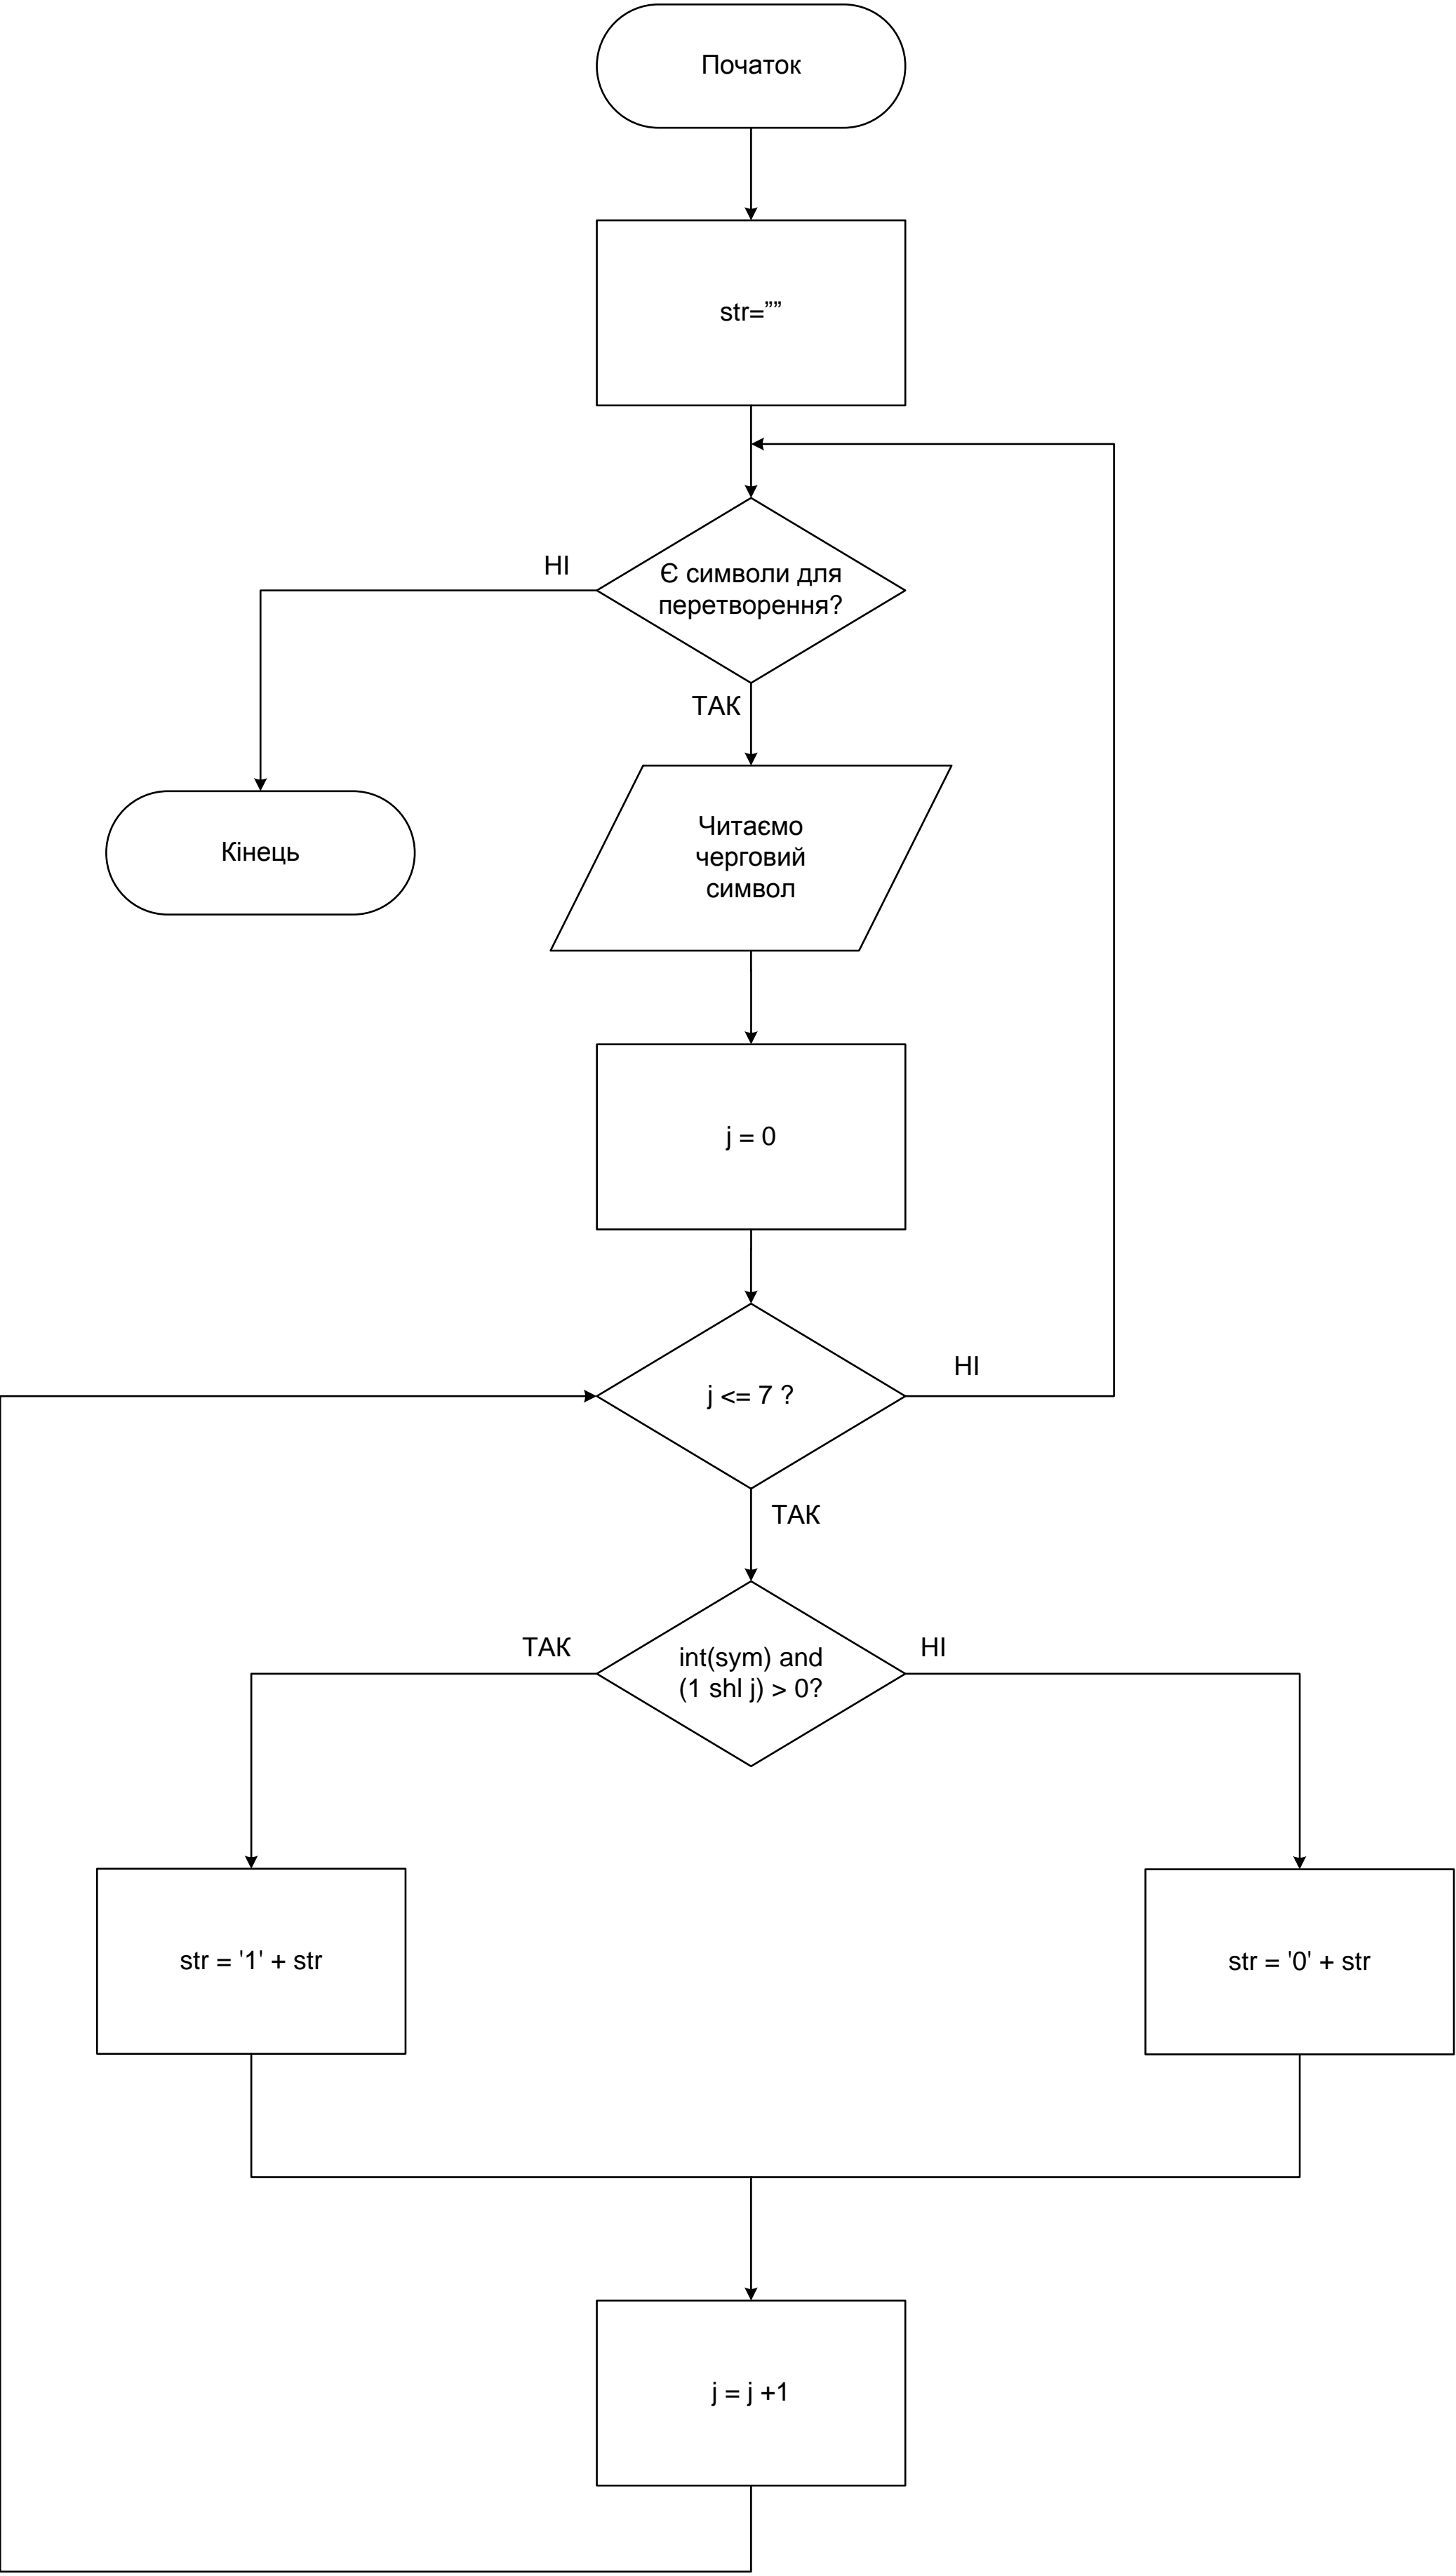 Початок
str=””
НІ
Є символи для
перетворення?
ТАК
Читаємо
черговий
символ
Кінець
j = 0
НІ
j <= 7 ?
ТАК
ТАК
int(sym) and
(1 shl j) > 0?
НІ
str = '1' + str
str = '0' + str
j = j +1